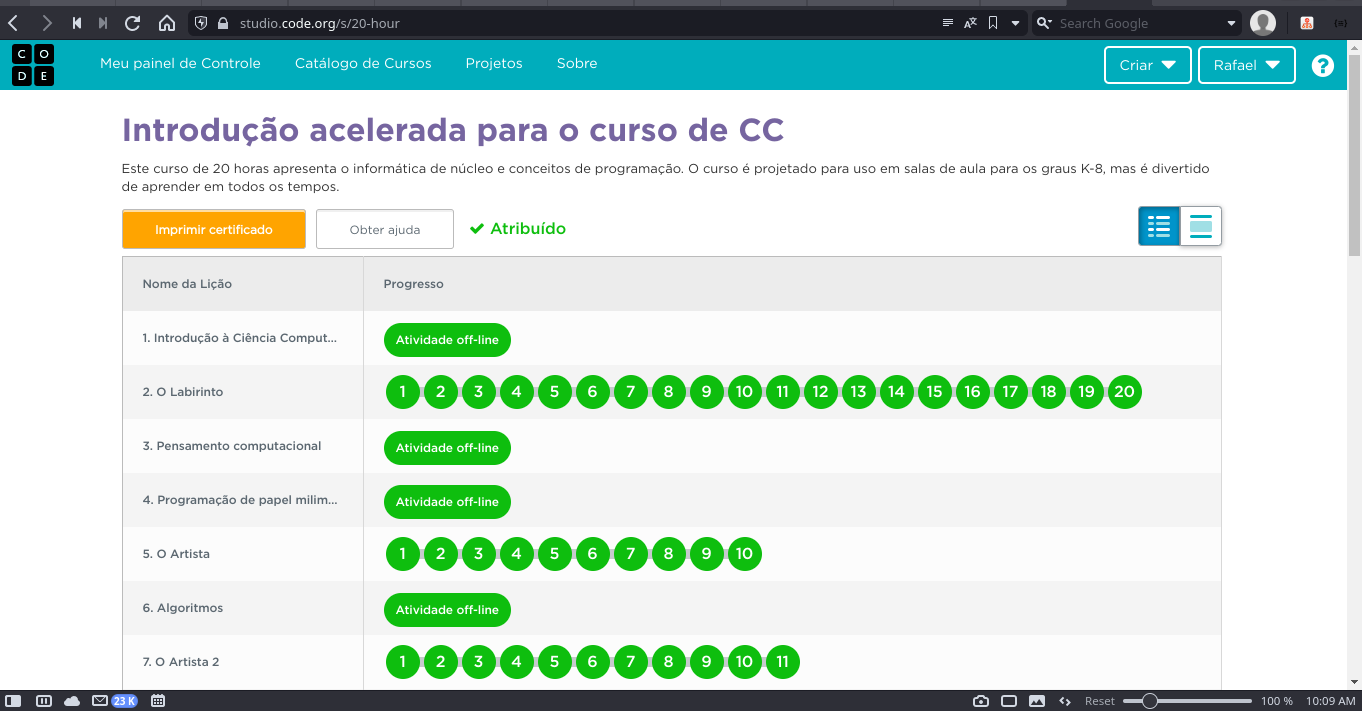 studio.code.org/s/20-hour
Search Google
CODE
Meu painel de Controle
Catálogo de Cursos
Projetos
Sobre
Criar
Rafael
?
Introdução acelerada para o curso de CC
Este curso de 20 horas apresenta o informática de núcleo e conceitos de programação. O curso é projetado para uso em salas de aula para os graus K-8, mas é divertido
de aprender em todos os tempos.
Imprimir certificado
Obter ajuda
Atribuído
Nome da Lição
Progresso
1. Introdução à Ciência Comput...
Atividade off-line
2. O Labirinto
1 2 3 4 5 6 7 8 9 10 11 12 13 14 15 16 17 18 19 20
3. Pensamento computacional
Atividade off-line
4. Programação de papel milim...
Atividade off-line
5. O Artista
1 2 3 4 5 6 7 8 9 10
6. Algoritmos
Atividade off-line
7. O Artista 2
1 2 3 4 5 6 7 8 9 10 11
23 K
Reset
100 %
10:09 AM